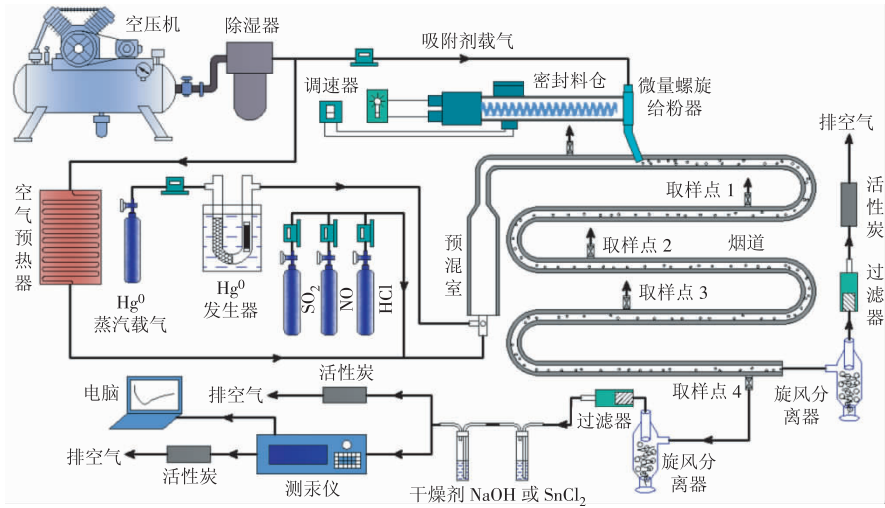 空压机
除湿器
吸附剂载气
调速器
密封料仓
微量螺旋
给粉器
排空气
活性炭
过滤器
空气预热器
Hg⁰
蒸汽载气
Hg⁰
发生器
SO₂
NO
HCl
预混室
取样点 1
取样点 2
烟道
取样点 3
取样点 4
旋风分
离器
电脑
排空气
活性炭
排空气
活性炭
测汞仪
干燥剂 NaOH 或 SnCl₂
过滤器
旋风分
离器